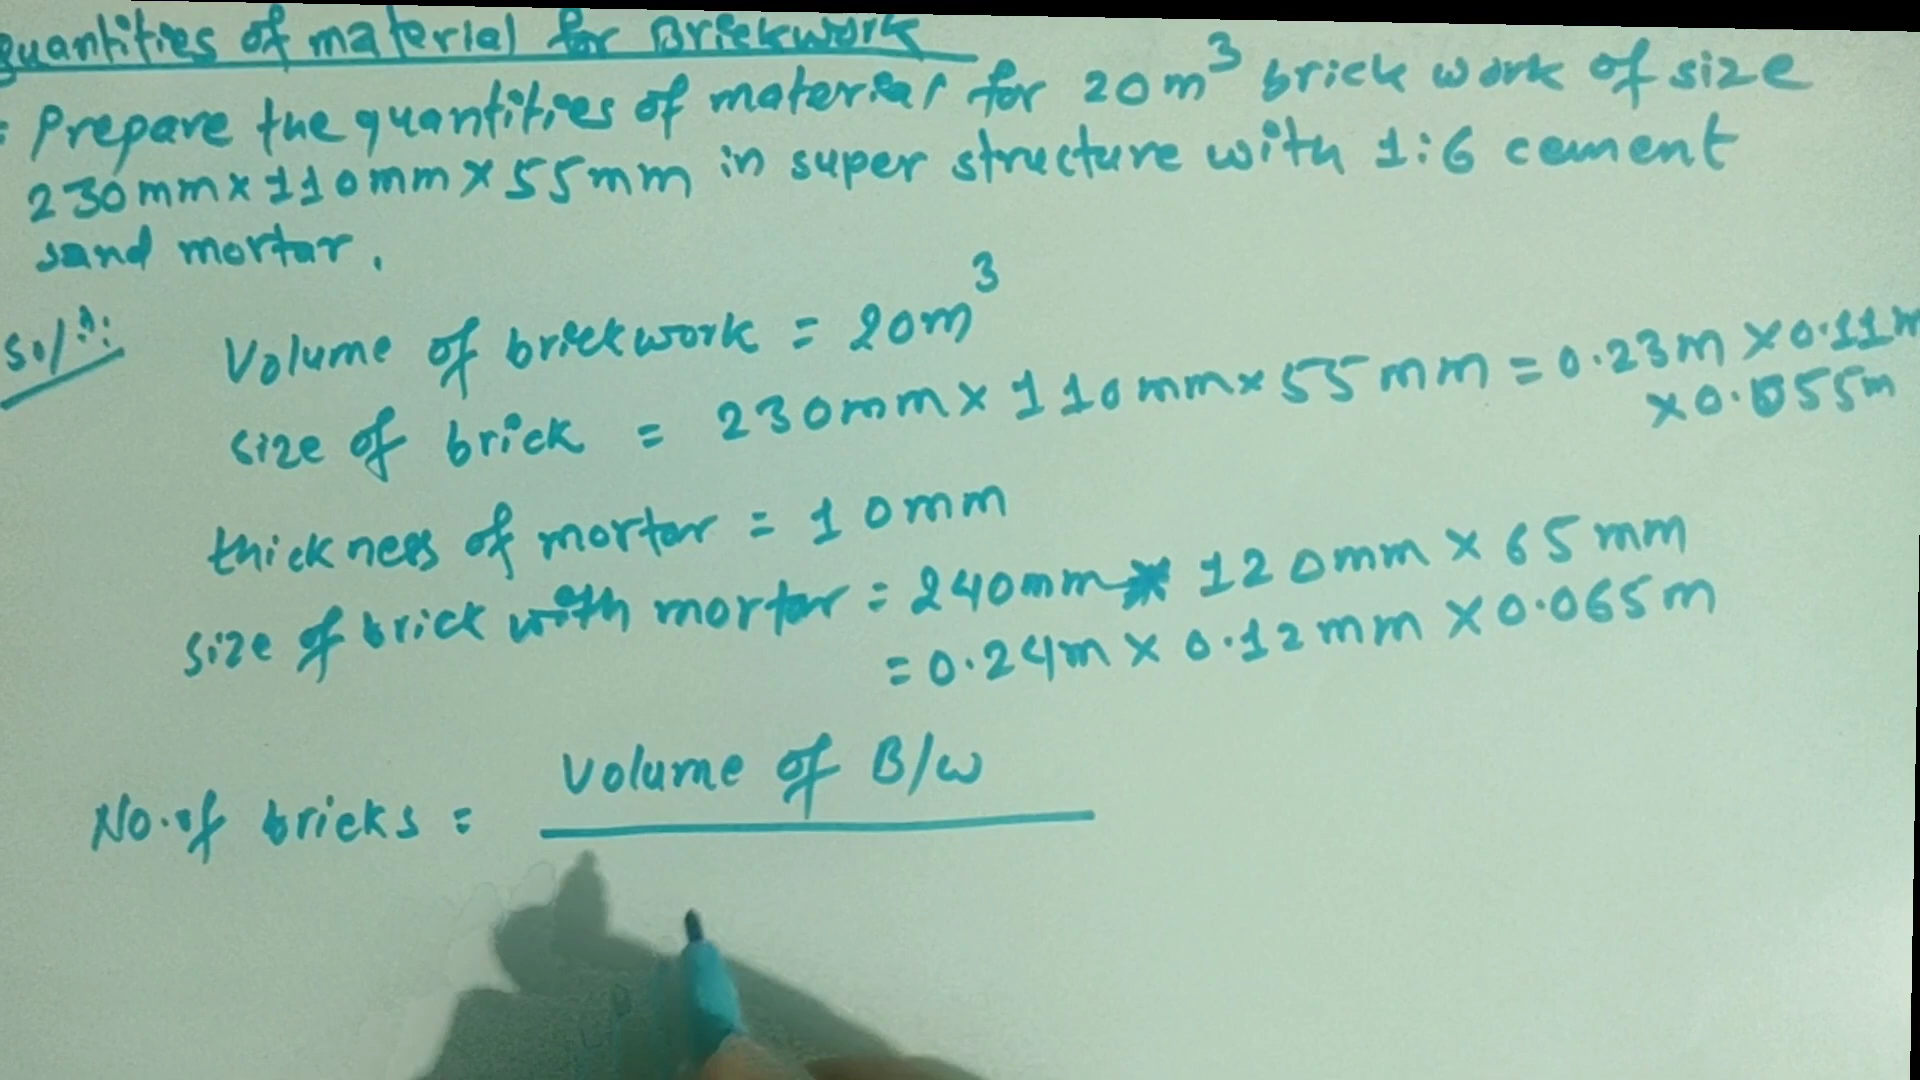 Quantities of material for Brickwork
: Prepare the quantities of material for 20m³ brick work of size
230mm x 110mm x 55mm in super structure with 1:6 cement
sand mortar.
Solⁿ:
Volume of brickwork = 20m³
size of brick = 230mm x 110mm x 55mm = 0.23m x 0.11m
x 0.055m
thickness of mortar = 10mm
size of brick with mortar = 240mm x 120mm x 65mm
= 0.24m x 0.12mm x 0.065m
No. of bricks = Volume of B/w